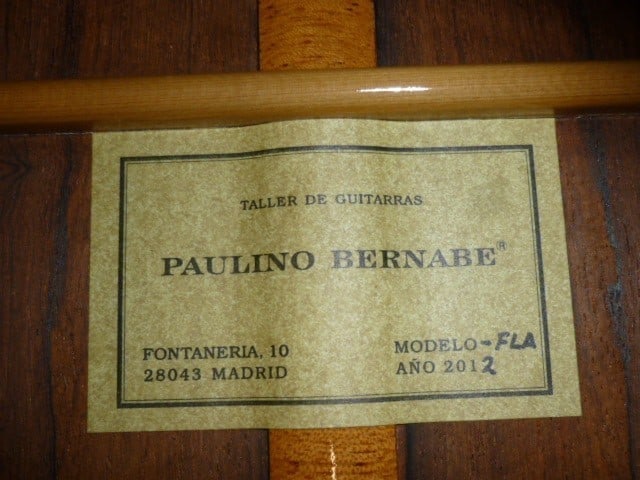 TALLER DE GUITARRAS
PAULINO BERNABE®
FONTANERIA, 10
28043 MADRID
MODELO-FLA
AÑO 2012